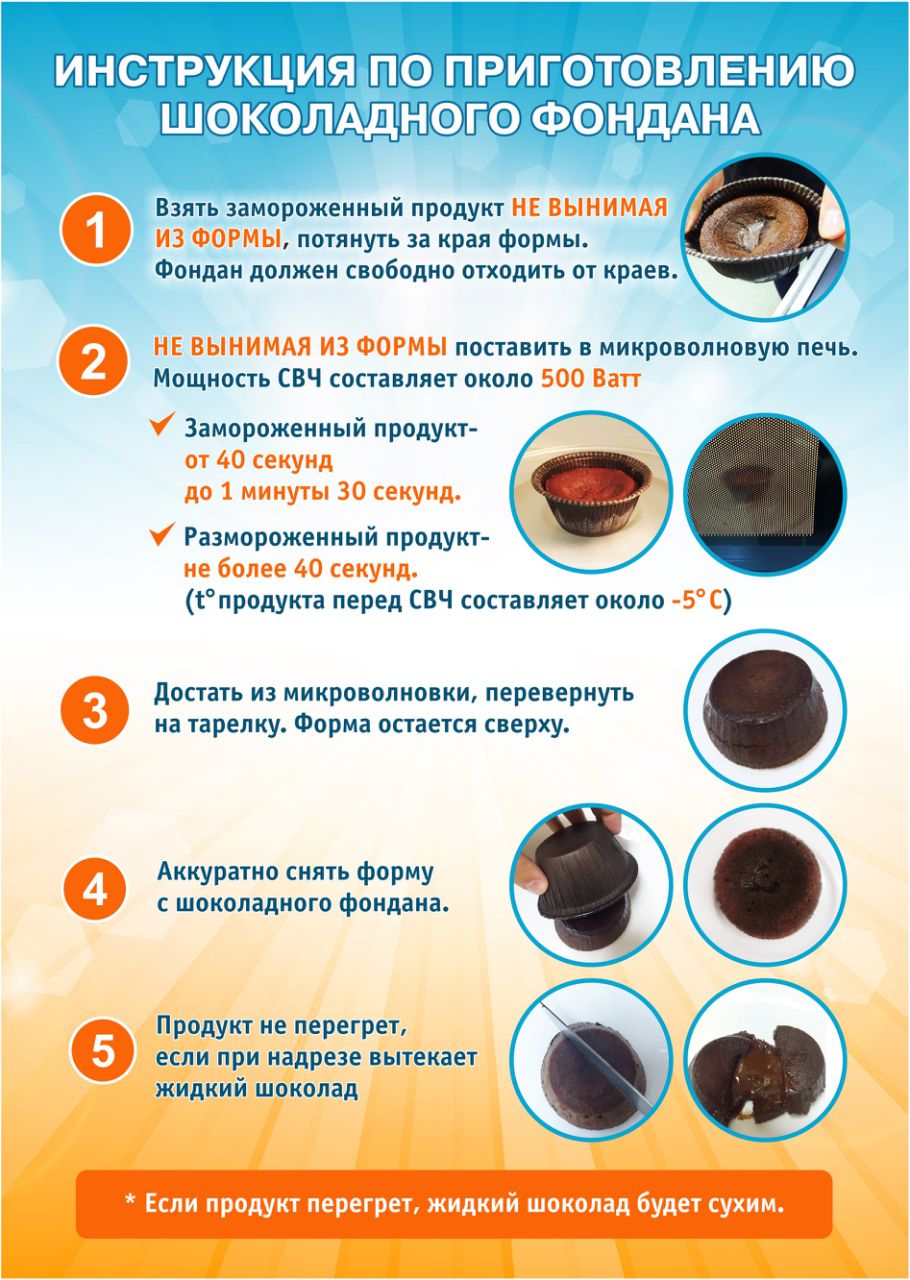 ИНСТРУКЦИЯ ПО ПРИГОТОВЛЕНИЮ
ШОКОЛАДНОГО ФОНДАНА
1
Взять замороженный продукт НЕ ВЫНИМАЯ
ИЗ ФОРМЫ, потянуть за края формы.
Фондан должен свободно отходить от краев.
2
НЕ ВЫНИМАЯ ИЗ ФОРМЫ поставить в микроволновую печь.
Мощность СВЧ составляет около 500 Ватт
Замороженный продукт-
от 40 секунд
до 1 минуты 30 секунд.
Размороженный продукт-
не более 40 секунд.
(t° продукта перед СВЧ составляет около -5° С)
3
Достать из микроволновки, перевернуть
на тарелку. Форма остается сверху.
4
Аккуратно снять форму
с шоколадного фондана.
5
Продукт не перегрет,
если при надрезе вытекает
жидкий шоколад
* Если продукт перегрет, жидкий шоколад будет сухим.